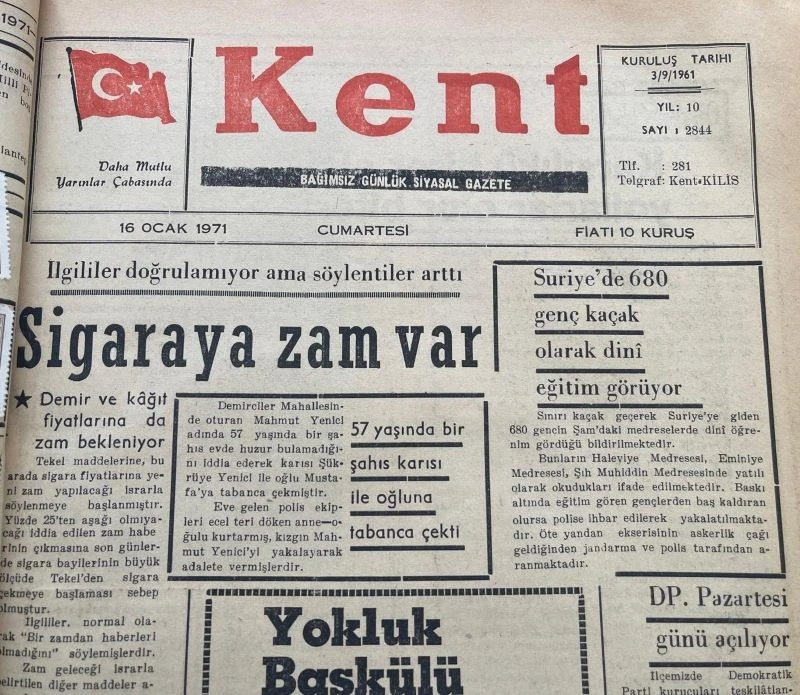 1971
Kent
Daha Mutlu
Yarınlar Çabasında
BAĞIMSIZ GÜNLÜK SİYASAL GAZETE
KURULUŞ TARİHİ
3/9/1961
YIL: 10
SAYI : 2844
Tlf. : 281
Telgraf: Kent-KİLİS
16 OCAK 1971 CUMARTESİ FİATI 10 KURUŞ
İlgililer doğrulamıyor ama söylentiler arttı
Sigaraya zam var
★ Demir ve kâğıt
fiyatlarına da
zam bekleniyor
Tekel maddelerine, bu
arada sigara fiyatlarına ye-
ni zam yapılacağı ısrarla
söylenmeye başlanmıştır.
Yüzde 25'ten aşağı olmıya-
cağı iddia edilen zam habe
rinin çıkmasına son günler-
de sigara bayilerinin büyük
ölçüde Tekel'den sigara
çekmeye başlaması sebep
olmuştur.
İlgililer, normal ola-
rak "Bir zamdan haberleri
olmadığını" söylemişlerdir.
Zam geleceği ısrarla
belirtilen diğer maddeler a-
Demirciler Mahallesin-
de oturan Mahmut Yenici
adında 57 yaşında bir şa-
hıs evde huzur bulamadığı-
nı iddia ederek karısı Şük-
rüye Yenici ile oğlu Musta-
fa'ya tabanca çekmiştir.
Eve gelen polis ekip-
leri ecel teri döken anne—o-
ğulu kurtarmış, kızgın Mah-
mut Yenici'yi yakalayarak
adalete vermişlerdir.
57 yaşında bir
şahıs karısı
ile oğluna
tabanca çekti
Suriye'de 680
genç kaçak
olarak dinî
eğitim görüyor
Sınırı kaçak geçerek Suriye'ye giden
680 gencin Şam'daki medreselerde dinî öğre-
nim gördüğü bildirilmektedir.
Bunların Haleyiye Medresesi, Eminiye
Medresesi, Şıh Muhiddin Medresesinde yatılı
olarak okudukları ifade edilmektedir. Baskı
altında eğitim gören gençlerden baş kaldıran
olursa polise ihbar edilerek yakalatılmakta-
dır. Öte yandan ekserisinin askerlik çağı
geldiğinden jandarma ve polis tarafından a-
ranmaktadır.
DP. Pazartesi
günü açılıyor
İlçemizde Demokratik
Parti kurucuları teşkilâtlan-
Yokluk
Başkülü